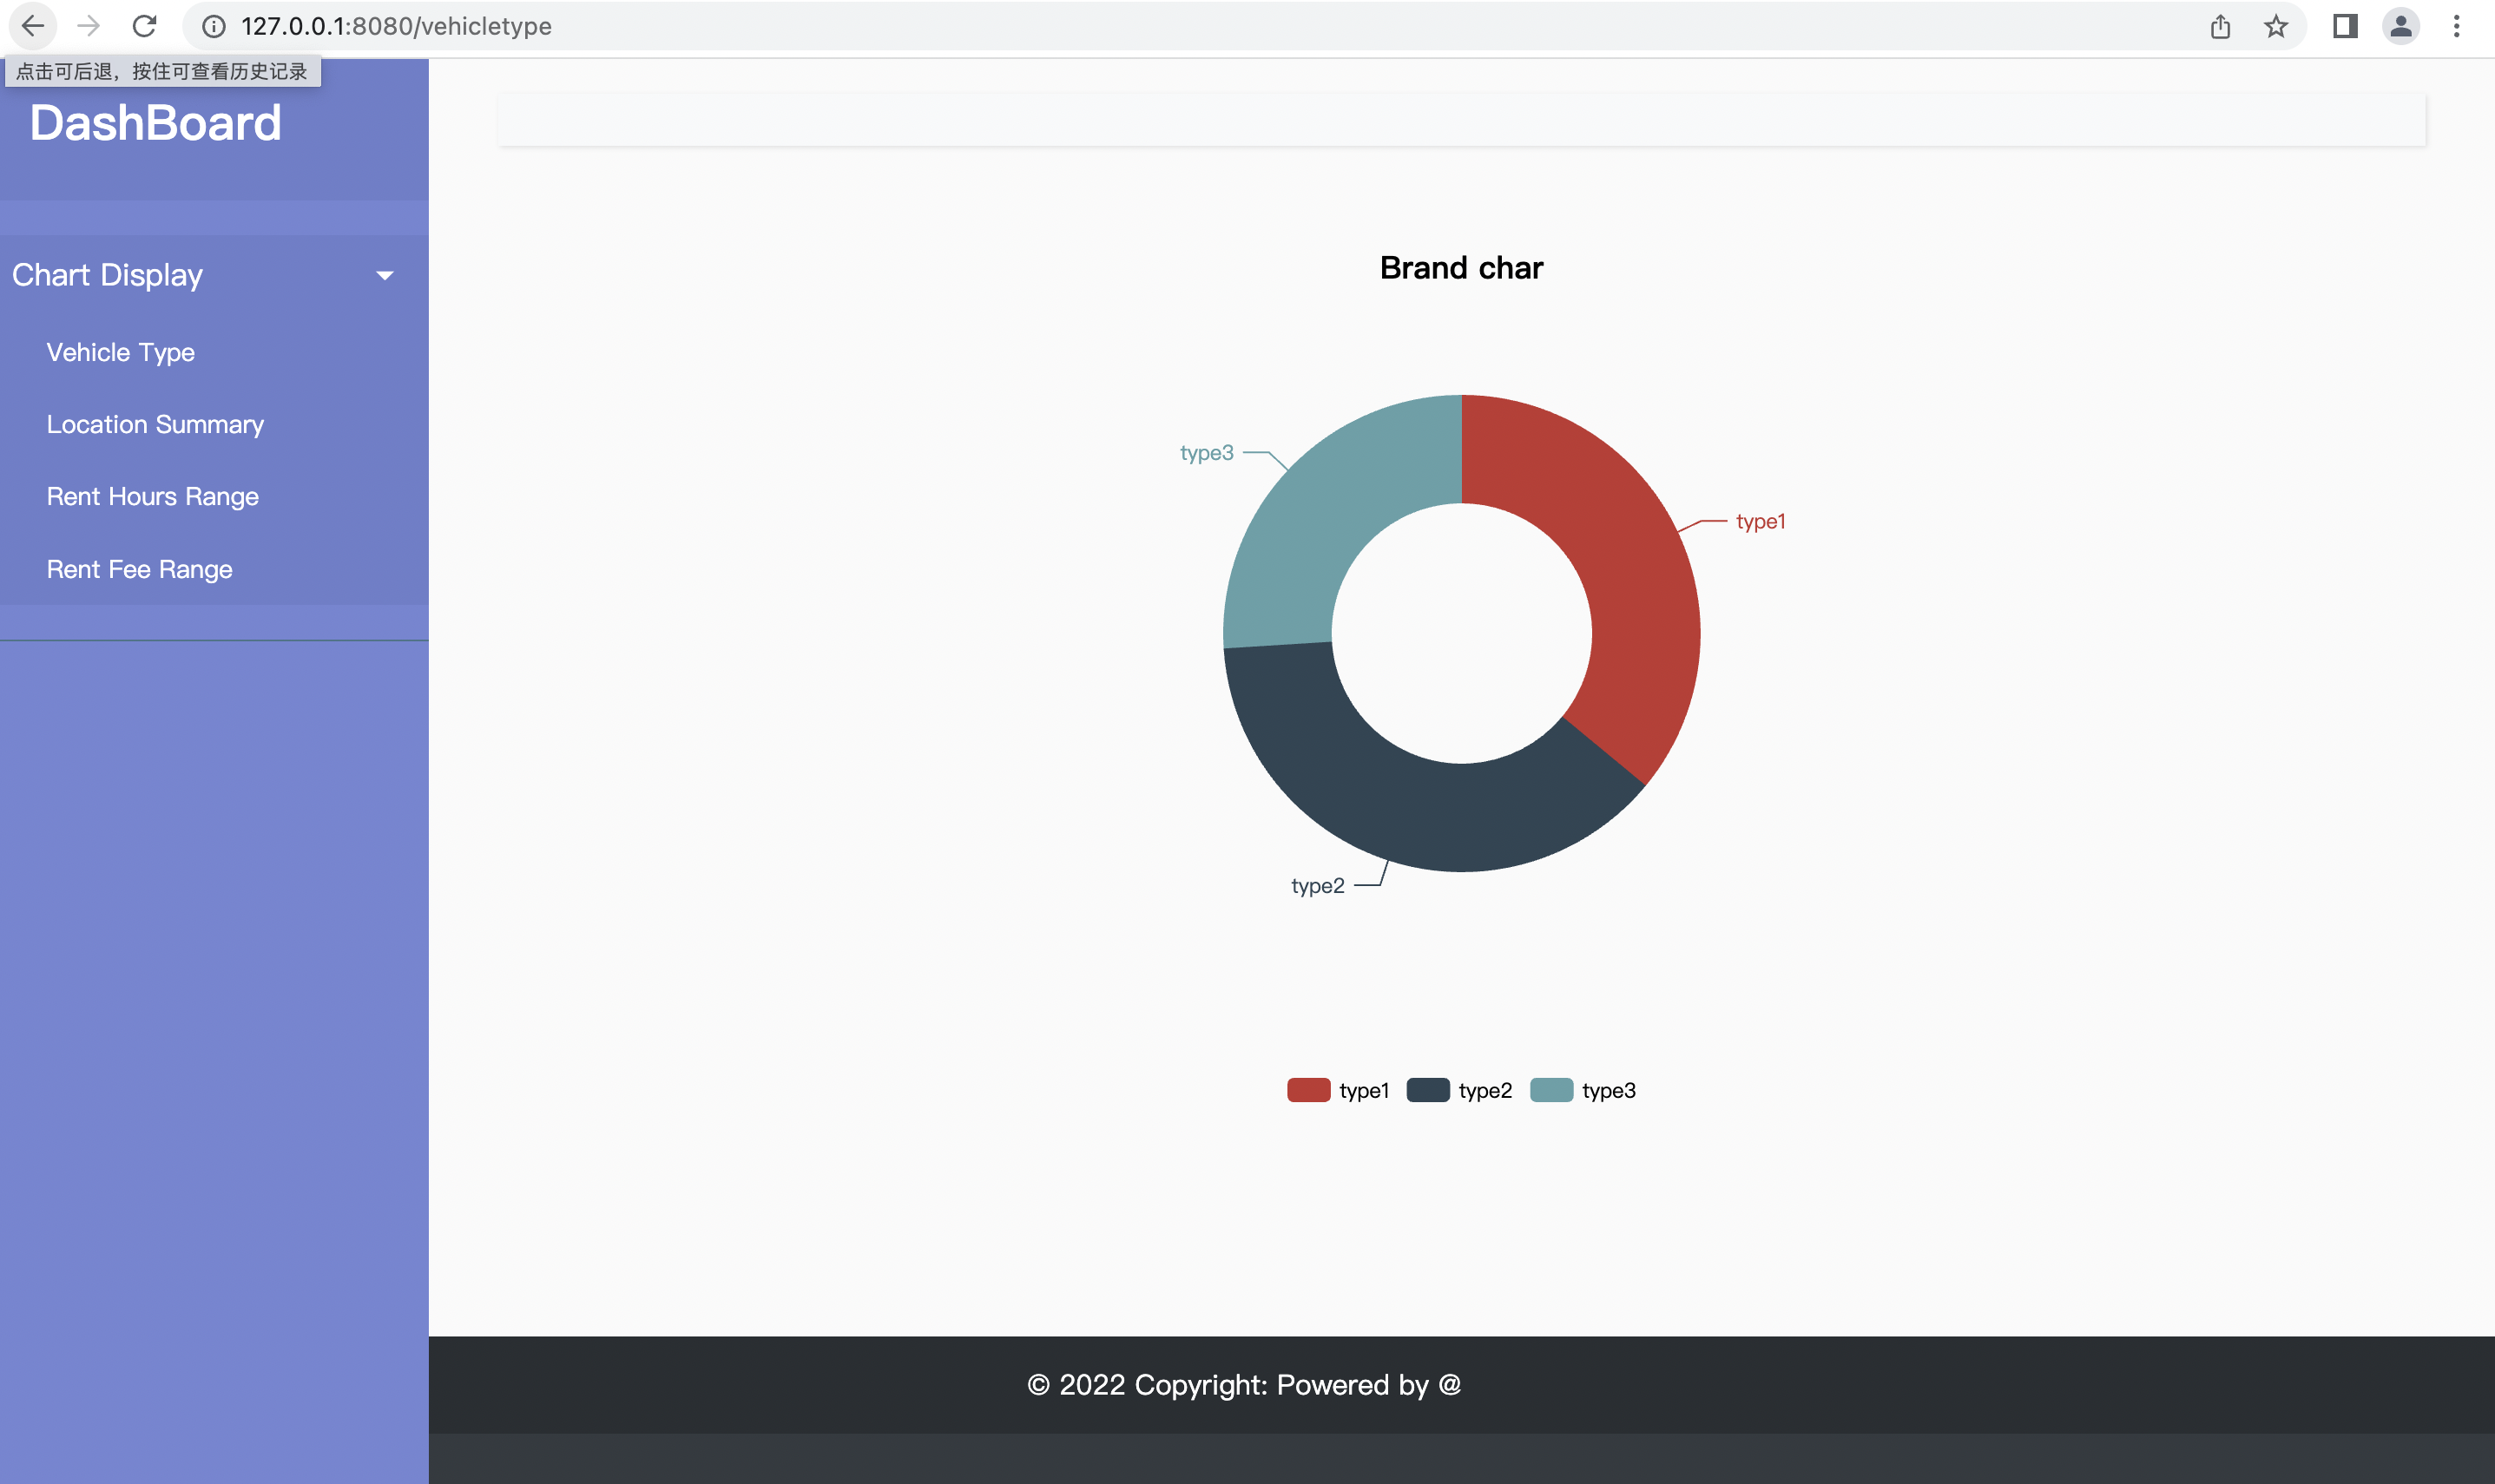 127.0.0.1:8080/vehicletype
点击可后退，按住可查看历史记录
DashBoard
Chart Display
Vehicle Type
Location Summary
Rent Hours Range
Rent Fee Range
Brand char
type3
type1
type2
type1 type2 type3
© 2022 Copyright: Powered by @